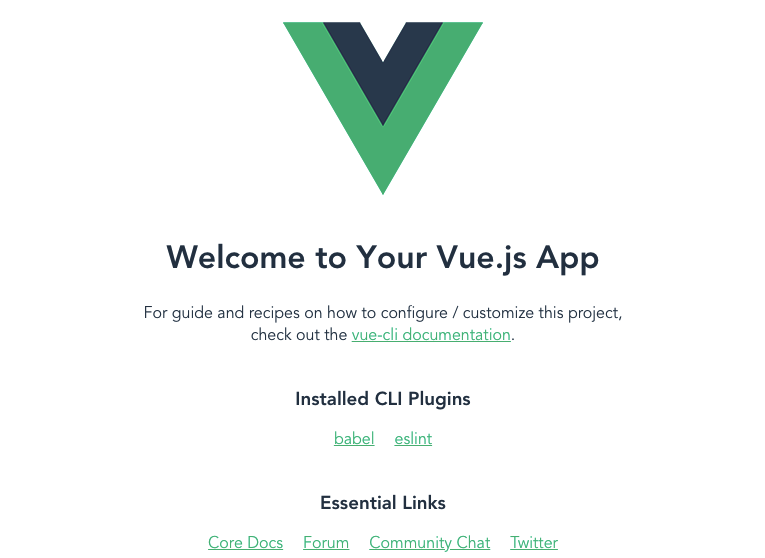 Welcome to Your Vue.js App
For guide and recipes on how to configure / customize this project,
check out the vue-cli documentation.
Installed CLI Plugins
babel eslint
Essential Links
Core Docs Forum Community Chat Twitter